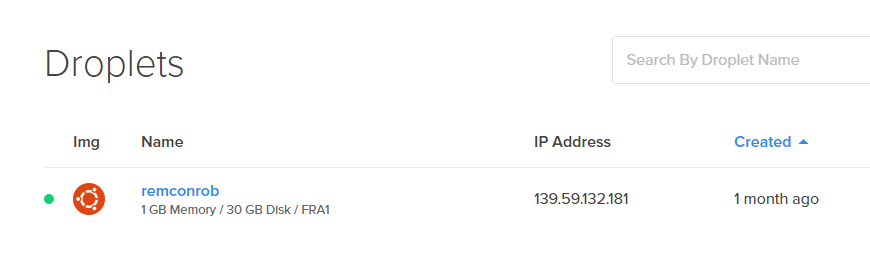 Droplets
Search By Droplet Name
Img Name IP Address Created
remconrob 139.59.132.181 1 month ago
1 GB Memory / 30 GB Disk / FRA1